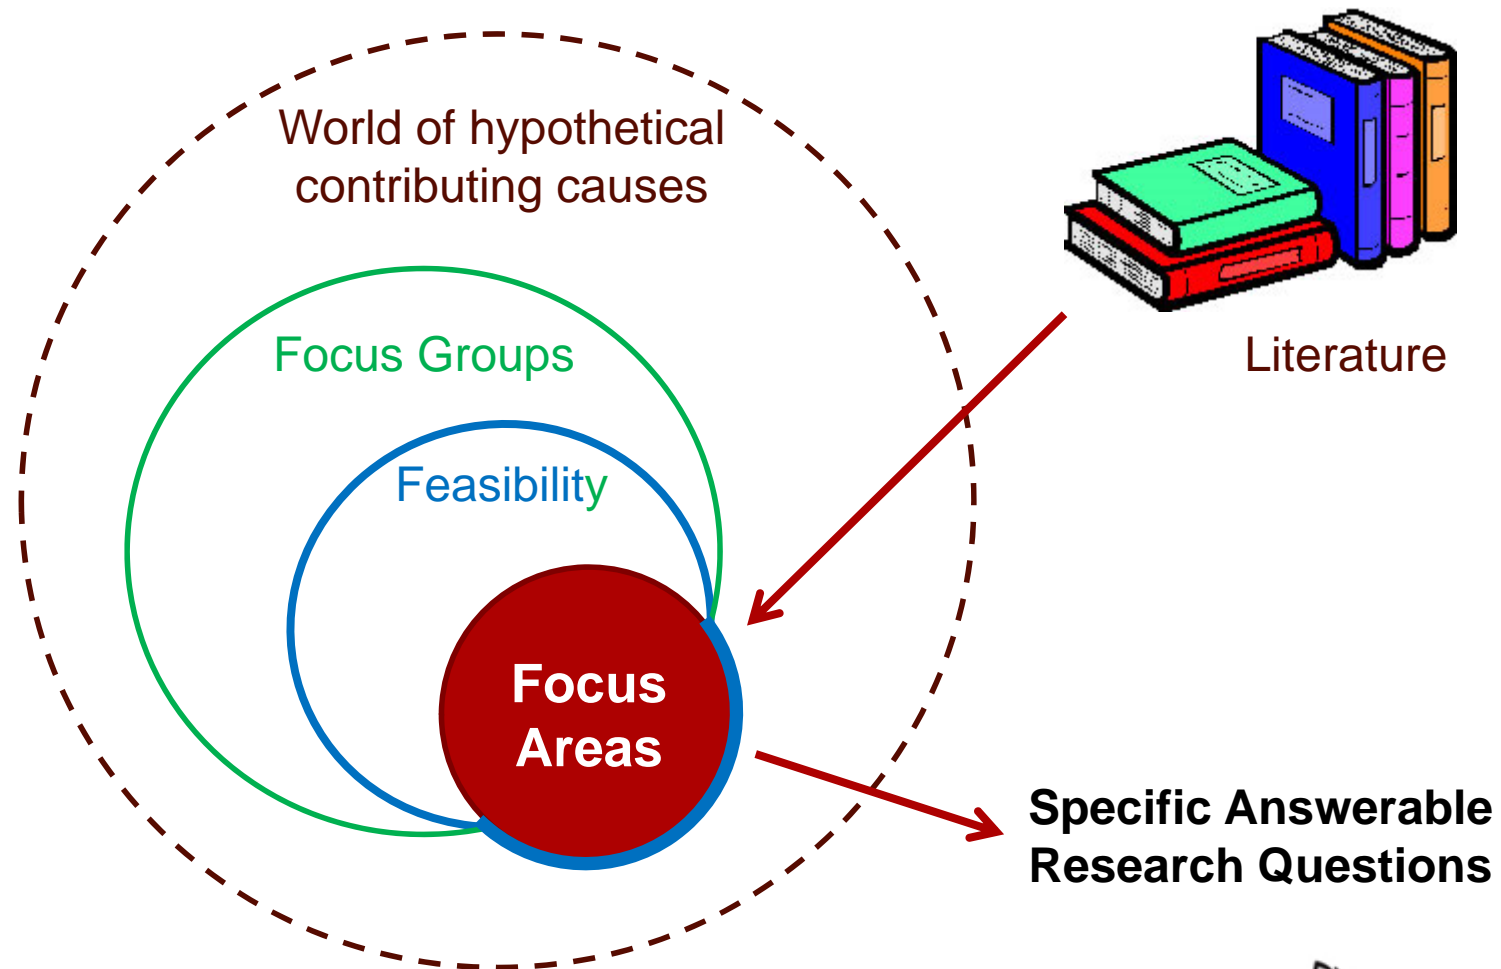 World of hypothetical
contributing causes
Focus Groups
Literature
Feasibility
Focus
Areas
Specific Answerable
Research Questions